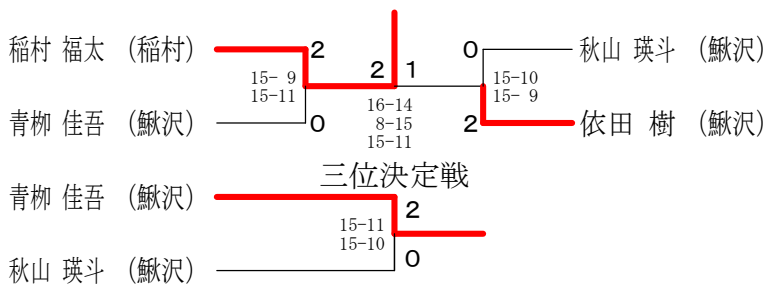 稲村 福太 (稲村)
2
15- 9
15-11
青栁 佳吾 (鰍沢)
0
2 1
16-14
8-15
15-11
0
秋山 瑛斗 (鰍沢)
15-10
15- 9
2
依田 樹 (鰍沢)
三位決定戦
青栁 佳吾 (鰍沢)
2
15-11
15-10
秋山 瑛斗 (鰍沢)
0